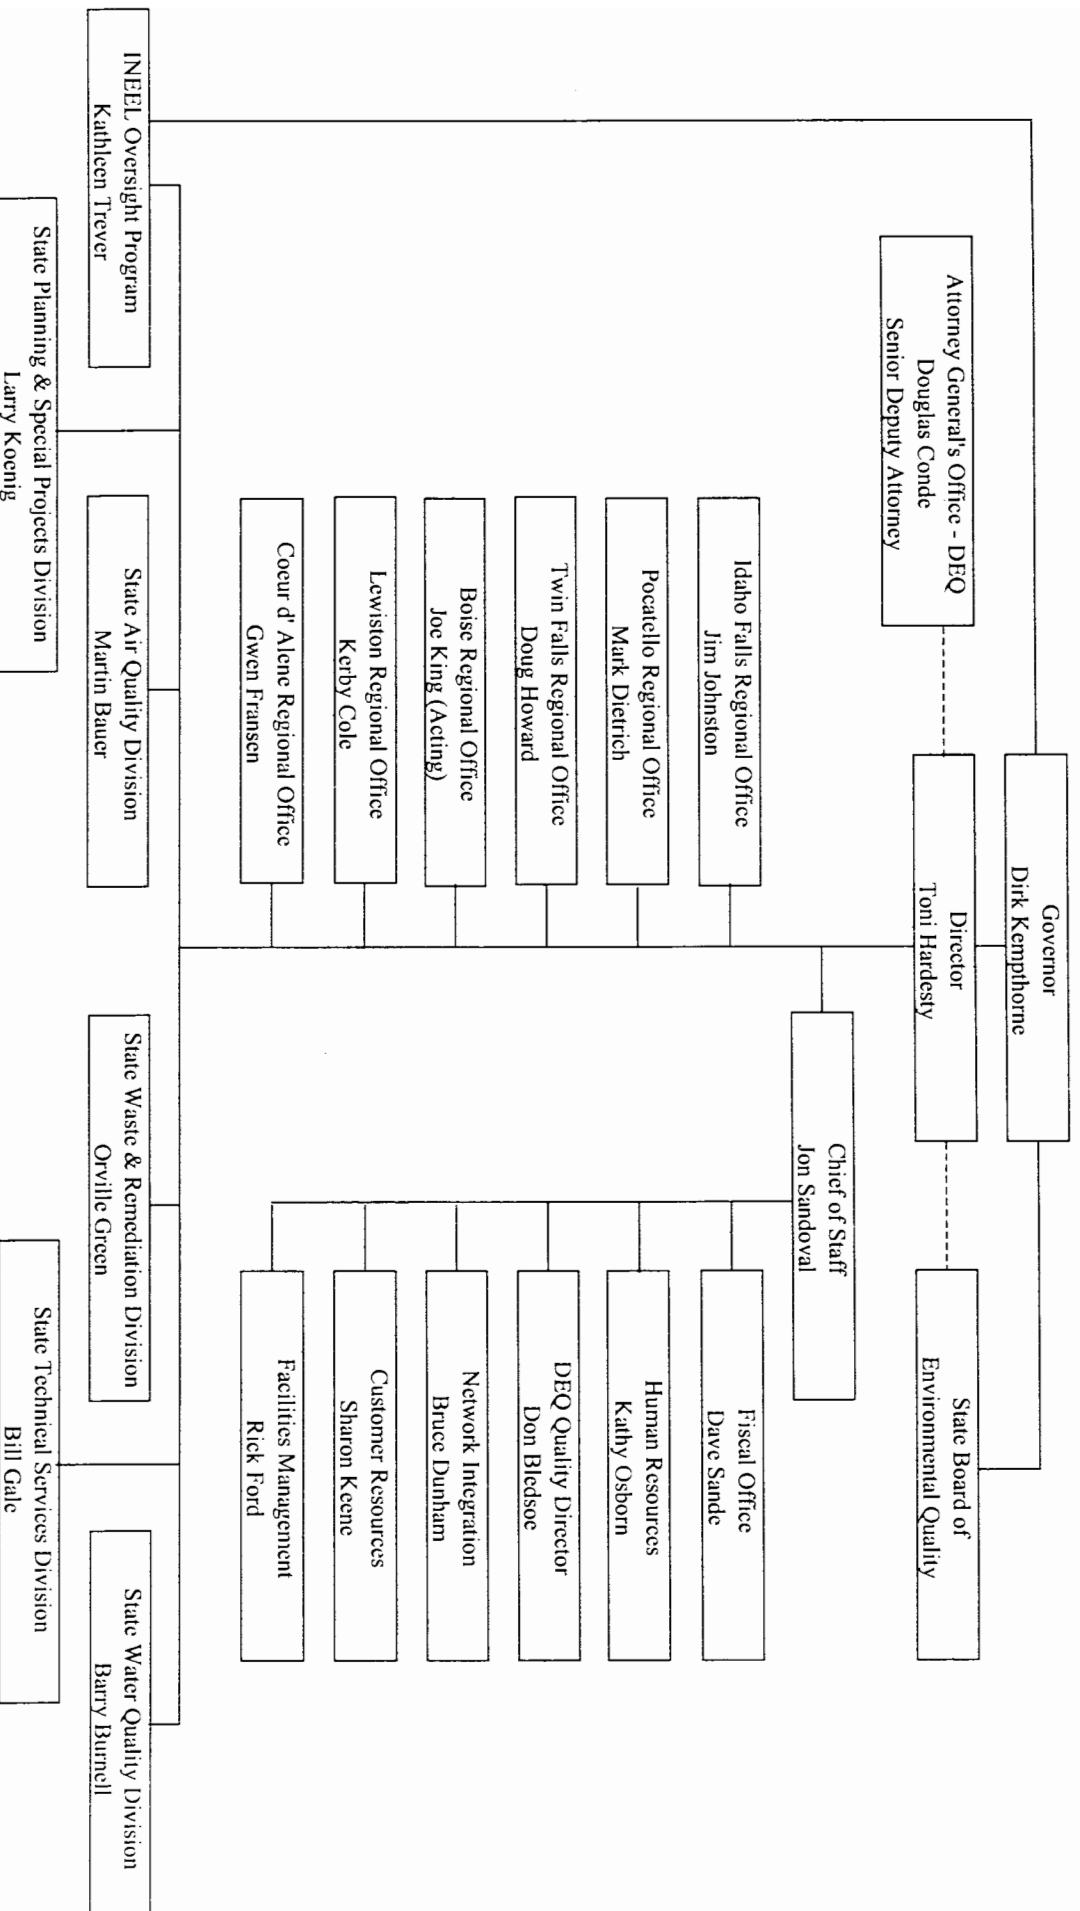 Governor
Dirk Kempthorne
Director
Toni Hardesty
Attorney General's Office - DEQ
Douglas Conde
Senior Deputy Attorney
State Board of
Environmental Quality
Chief of Staff
Jon Sandoval
Idaho Falls Regional Office
Jim Johnston
Pocatello Regional Office
Mark Dietrich
Twin Falls Regional Office
Doug Howard
Boise Regional Office
Joe King (Acting)
Lewiston Regional Office
Kerby Cole
Coeur d' Alene Regional Office
Gwen Fransen
Fiscal Office
Dave Sande
Human Resources
Kathy Osborn
DEQ Quality Director
Don Bledsoe
Network Integration
Bruce Dunham
Customer Resources
Sharon Keene
Facilities Management
Rick Ford
INEEL Oversight Program
Kathleen Trever
State Air Quality Division
Martin Bauer
State Waste & Remediation Division
Orville Green
State Water Quality Division
Barry Burnell
State Planning & Special Projects Division
Larry Koenig
State Technical Services Division
Bill Gale